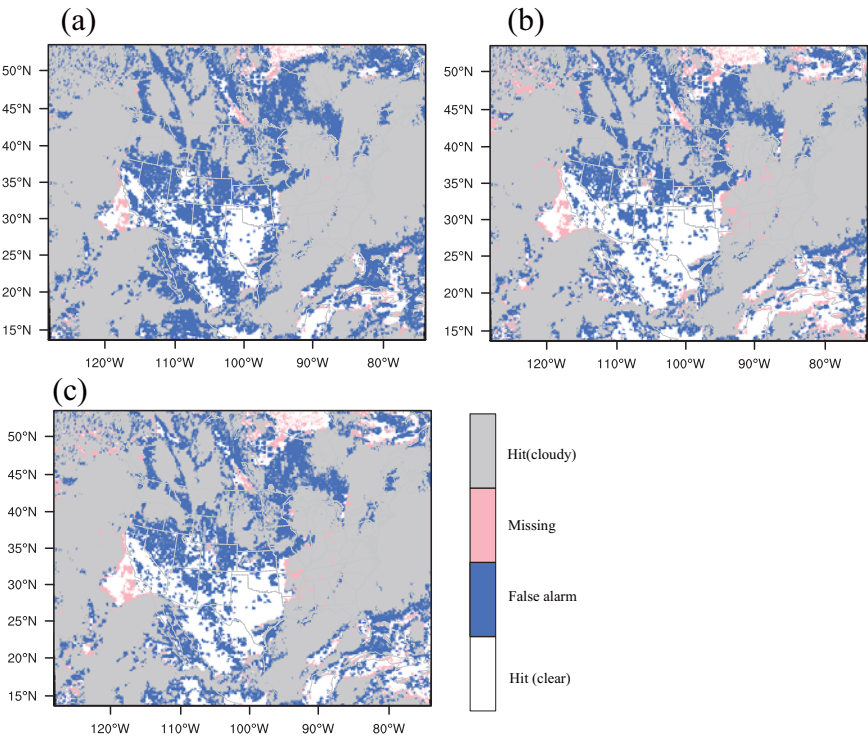 (a)
(b)
50°N
45°N
40°N
35°N
30°N
25°N
20°N
15°N
120°W 110°W 100°W 90°W 80°W
50°N
45°N
40°N
35°N
30°N
25°N
20°N
15°N
120°W 110°W 100°W 90°W 80°W
(c)
50°N
45°N
40°N
35°N
30°N
25°N
20°N
15°N
120°W 110°W 100°W 90°W 80°W
Hit(cloudy)
Missing
False alarm
Hit (clear)